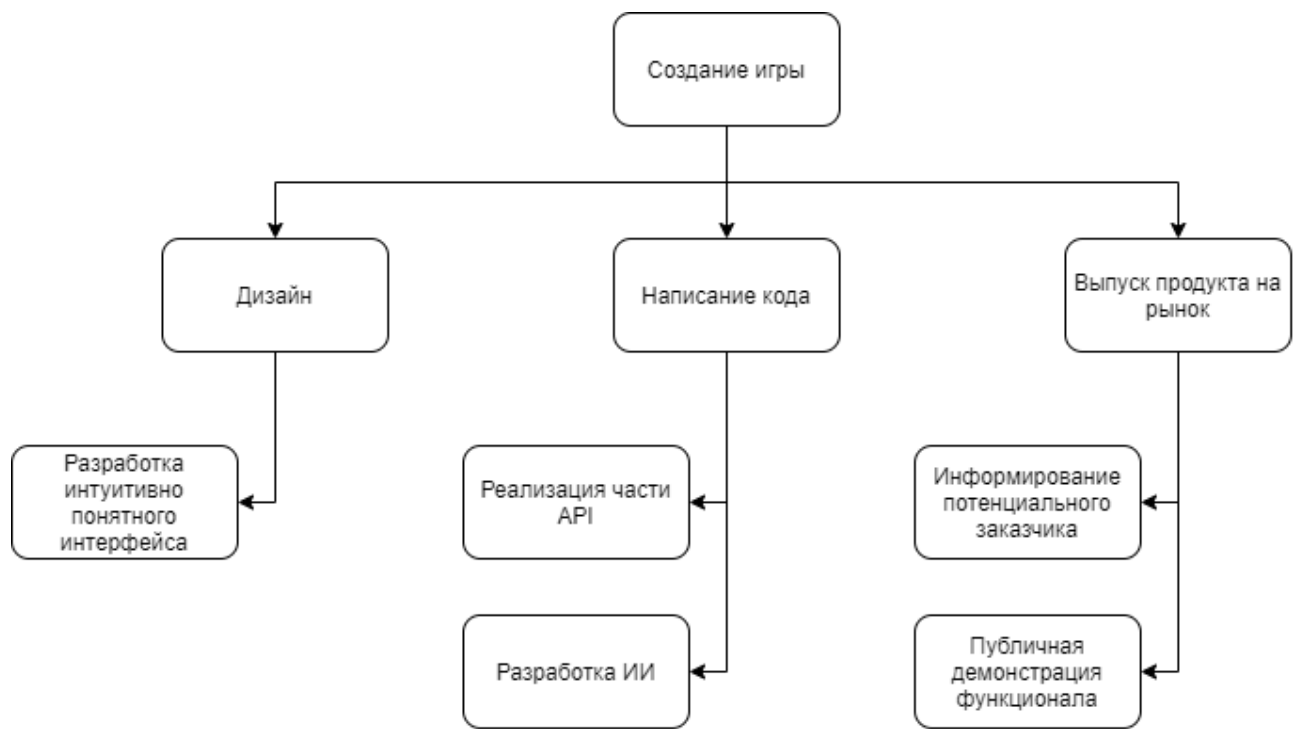 Создание игры
Дизайн
Написание кода
Выпуск продукта на
рынок
Разработка
интуитивно
понятного
интерфейса
Реализация части
API
Информирование
потенциального
заказчика
Разработка ИИ
Публичная
демонстрация
функционала